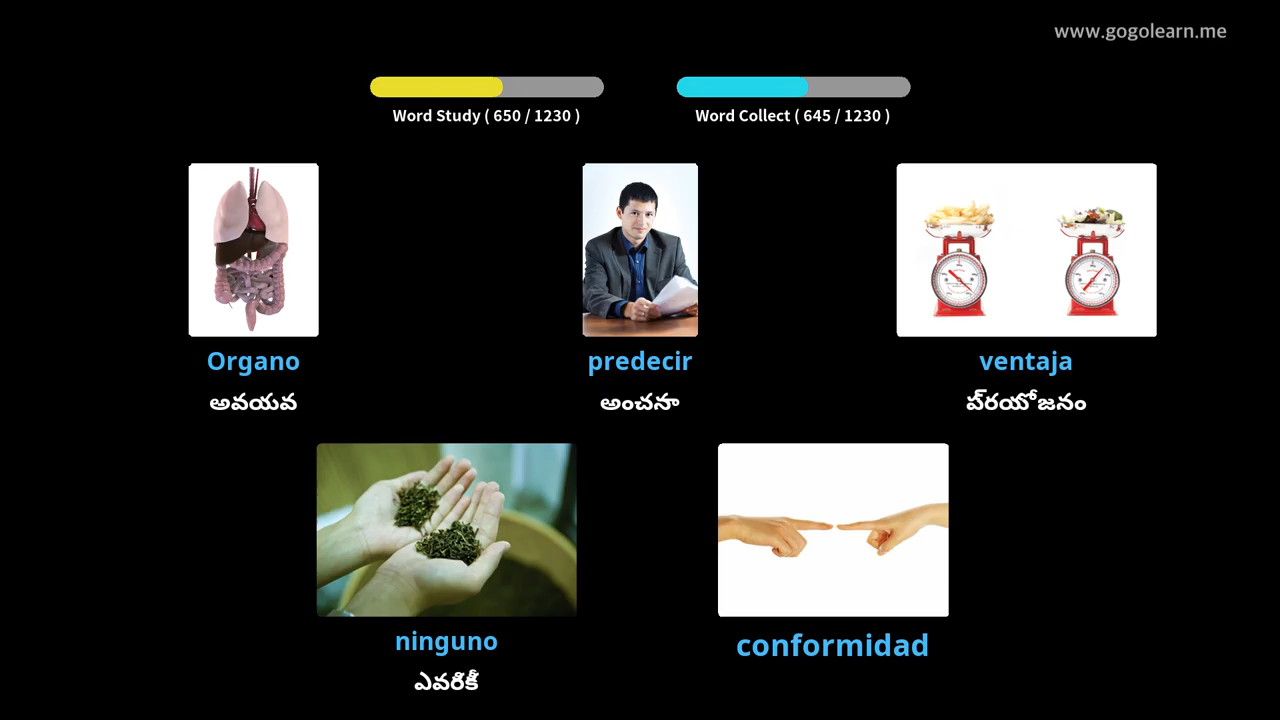 www.gogolearn.me
Word Study ( 650 / 1230 )
Word Collect ( 645 / 1230 )
Organo
predecir
ventaja
అవయవ
అంచనా
ప్రయోజనం
ninguno
conformidad
ఎవరికీ